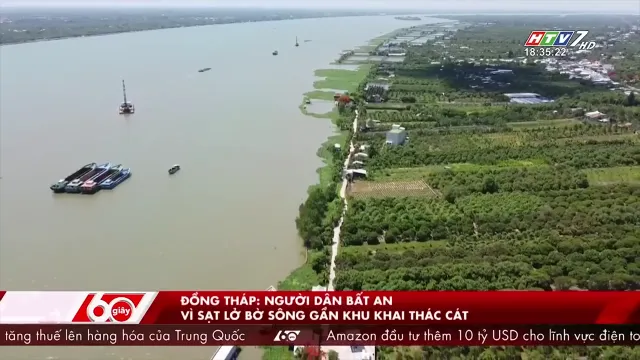 HTV7 HD
18:35:22
60 giây
ĐỒNG THÁP: NGƯỜI DÂN BẤT AN
VÌ SẠT LỞ BỜ SÔNG GẦN KHU KHAI THÁC CÁT
tăng thuế lên hàng hóa của Trung Quốc Amazon đầu tư thêm 10 tỷ USD cho lĩnh vực điện to